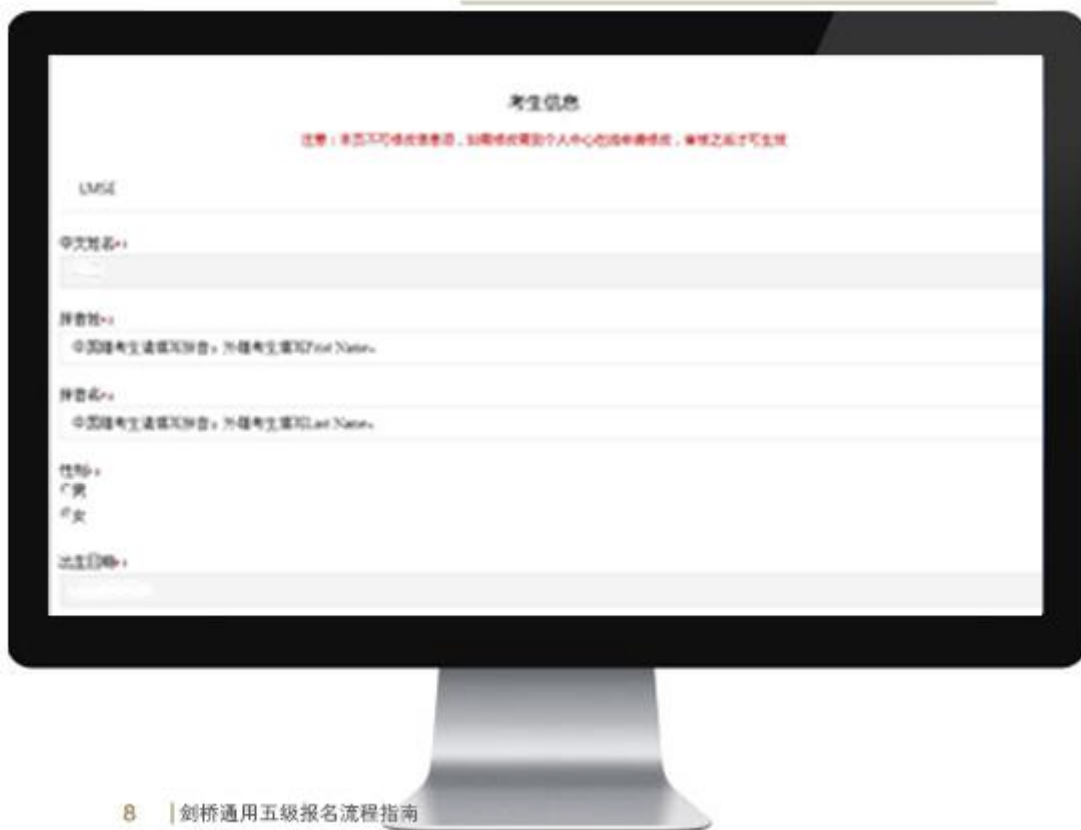 考生信息
注意：本页不可修改信息项，如需修改需到个人中心在线申请修改，审核之后才可生效
LMSE
中文姓名*：
拼音姓*：
中国籍考生请填写拼音。外籍考生填写First Name。
拼音名*：
中国籍考生请填写拼音。外籍考生填写Last Name。
性别*：
男
女
出生日期*：
8 | 剑桥通用五级报名流程指南